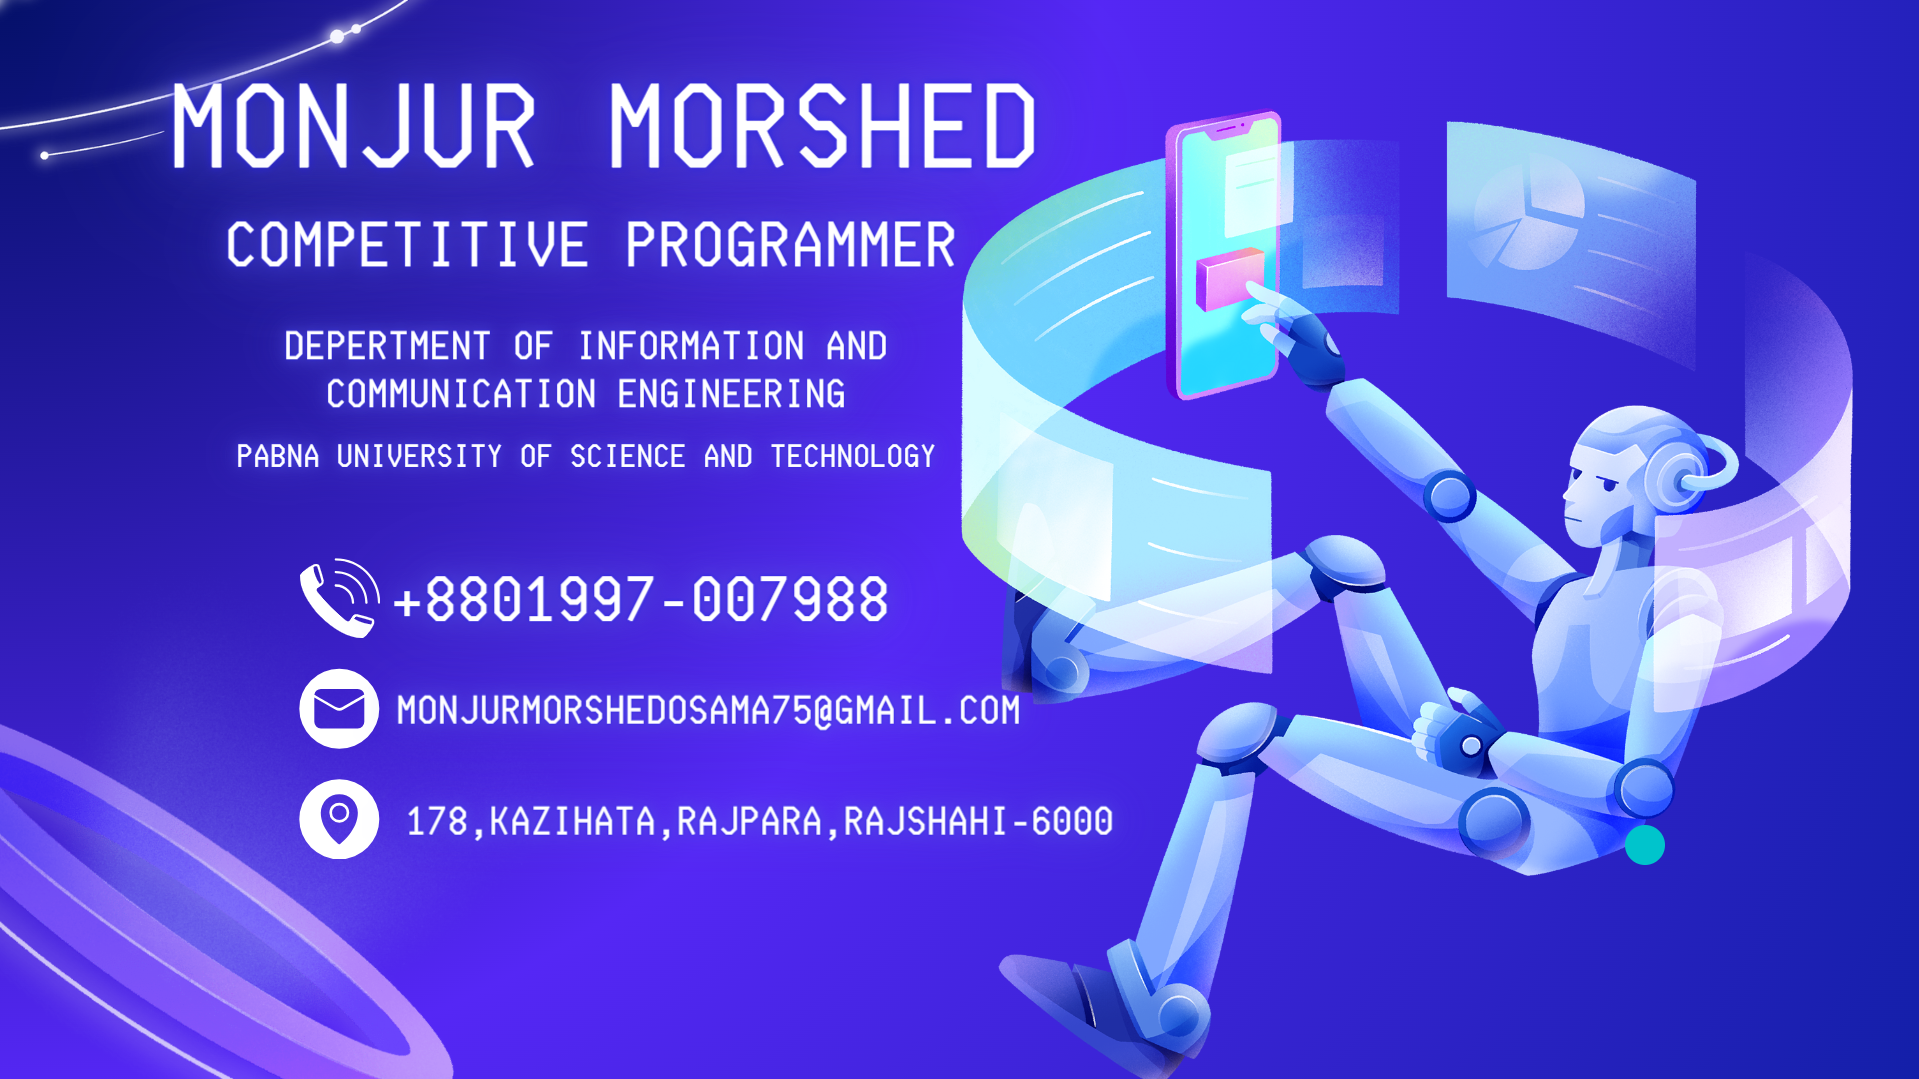 MONJUR MORSHED
COMPETITIVE PROGRAMMER
DEPERTMENT OF INFORMATION AND
COMMUNICATION ENGINEERING
PABNA UNIVERSITY OF SCIENCE AND TECHNOLOGY
+8801997-007988
MONJURMORSHEDOSAMA75@GMAIL.COM
178,KAZIHATA,RAJPARA,RAJSHAHI-6000